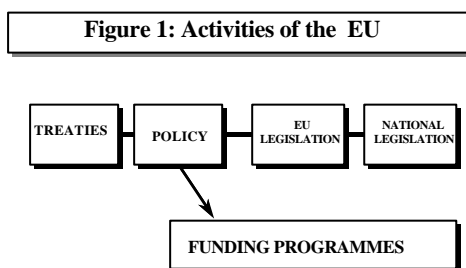 Figure 1: Activities of the EU
TREATIES
POLICY
EU
LEGISLATION
NATIONAL
LEGISLATION
FUNDING PROGRAMMES